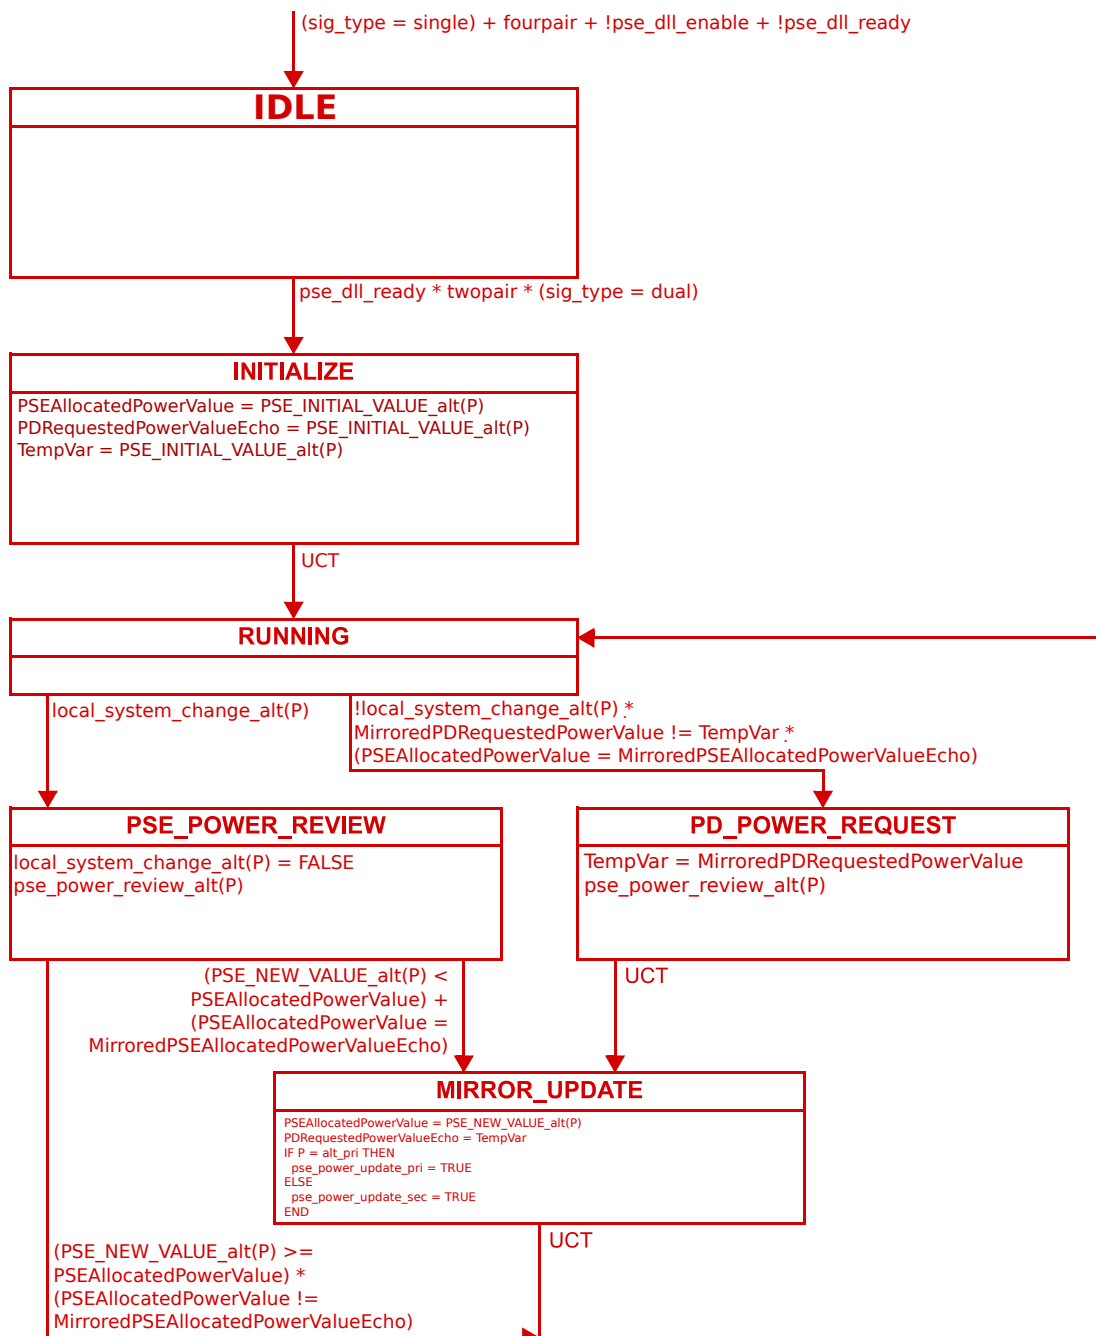 (sig_type = single) + fourpair + !pse_dll_enable + !pse_dll_ready
IDLE
pse_dll_ready * twopair * (sig_type = dual)
INITIALIZE
PSEAllocatedPowerValue = PSE_INITIAL_VALUE_alt(P)
PDRequestedPowerValueEcho = PSE_INITIAL_VALUE_alt(P)
TempVar = PSE_INITIAL_VALUE_alt(P)
UCT
RUNNING
local_system_change_alt(P)
!local_system_change_alt(P) *
MirroredPDRequestedPowerValue != TempVar *
(PSEAllocatedPowerValue = MirroredPSEAllocatedPowerValueEcho)
PSE_POWER_REVIEW
local_system_change_alt(P) = FALSE
pse_power_review_alt(P)
PD_POWER_REQUEST
TempVar = MirroredPDRequestedPowerValue
pse_power_review_alt(P)
(PSE_NEW_VALUE_alt(P) <
PSEAllocatedPowerValue) +
(PSEAllocatedPowerValue =
MirroredPSEAllocatedPowerValueEcho)
UCT
MIRROR_UPDATE
PSEAllocatedPowerValue = PSE_NEW_VALUE_alt(P)
PDRequestedPowerValueEcho = TempVar
IF P = alt_pri THEN
pse_power_update_pri = TRUE
ELSE
pse_power_update_sec = TRUE
END
UCT
(PSE_NEW_VALUE_alt(P) >=
PSEAllocatedPowerValue) *
(PSEAllocatedPowerValue !=
MirroredPSEAllocatedPowerValueEcho)